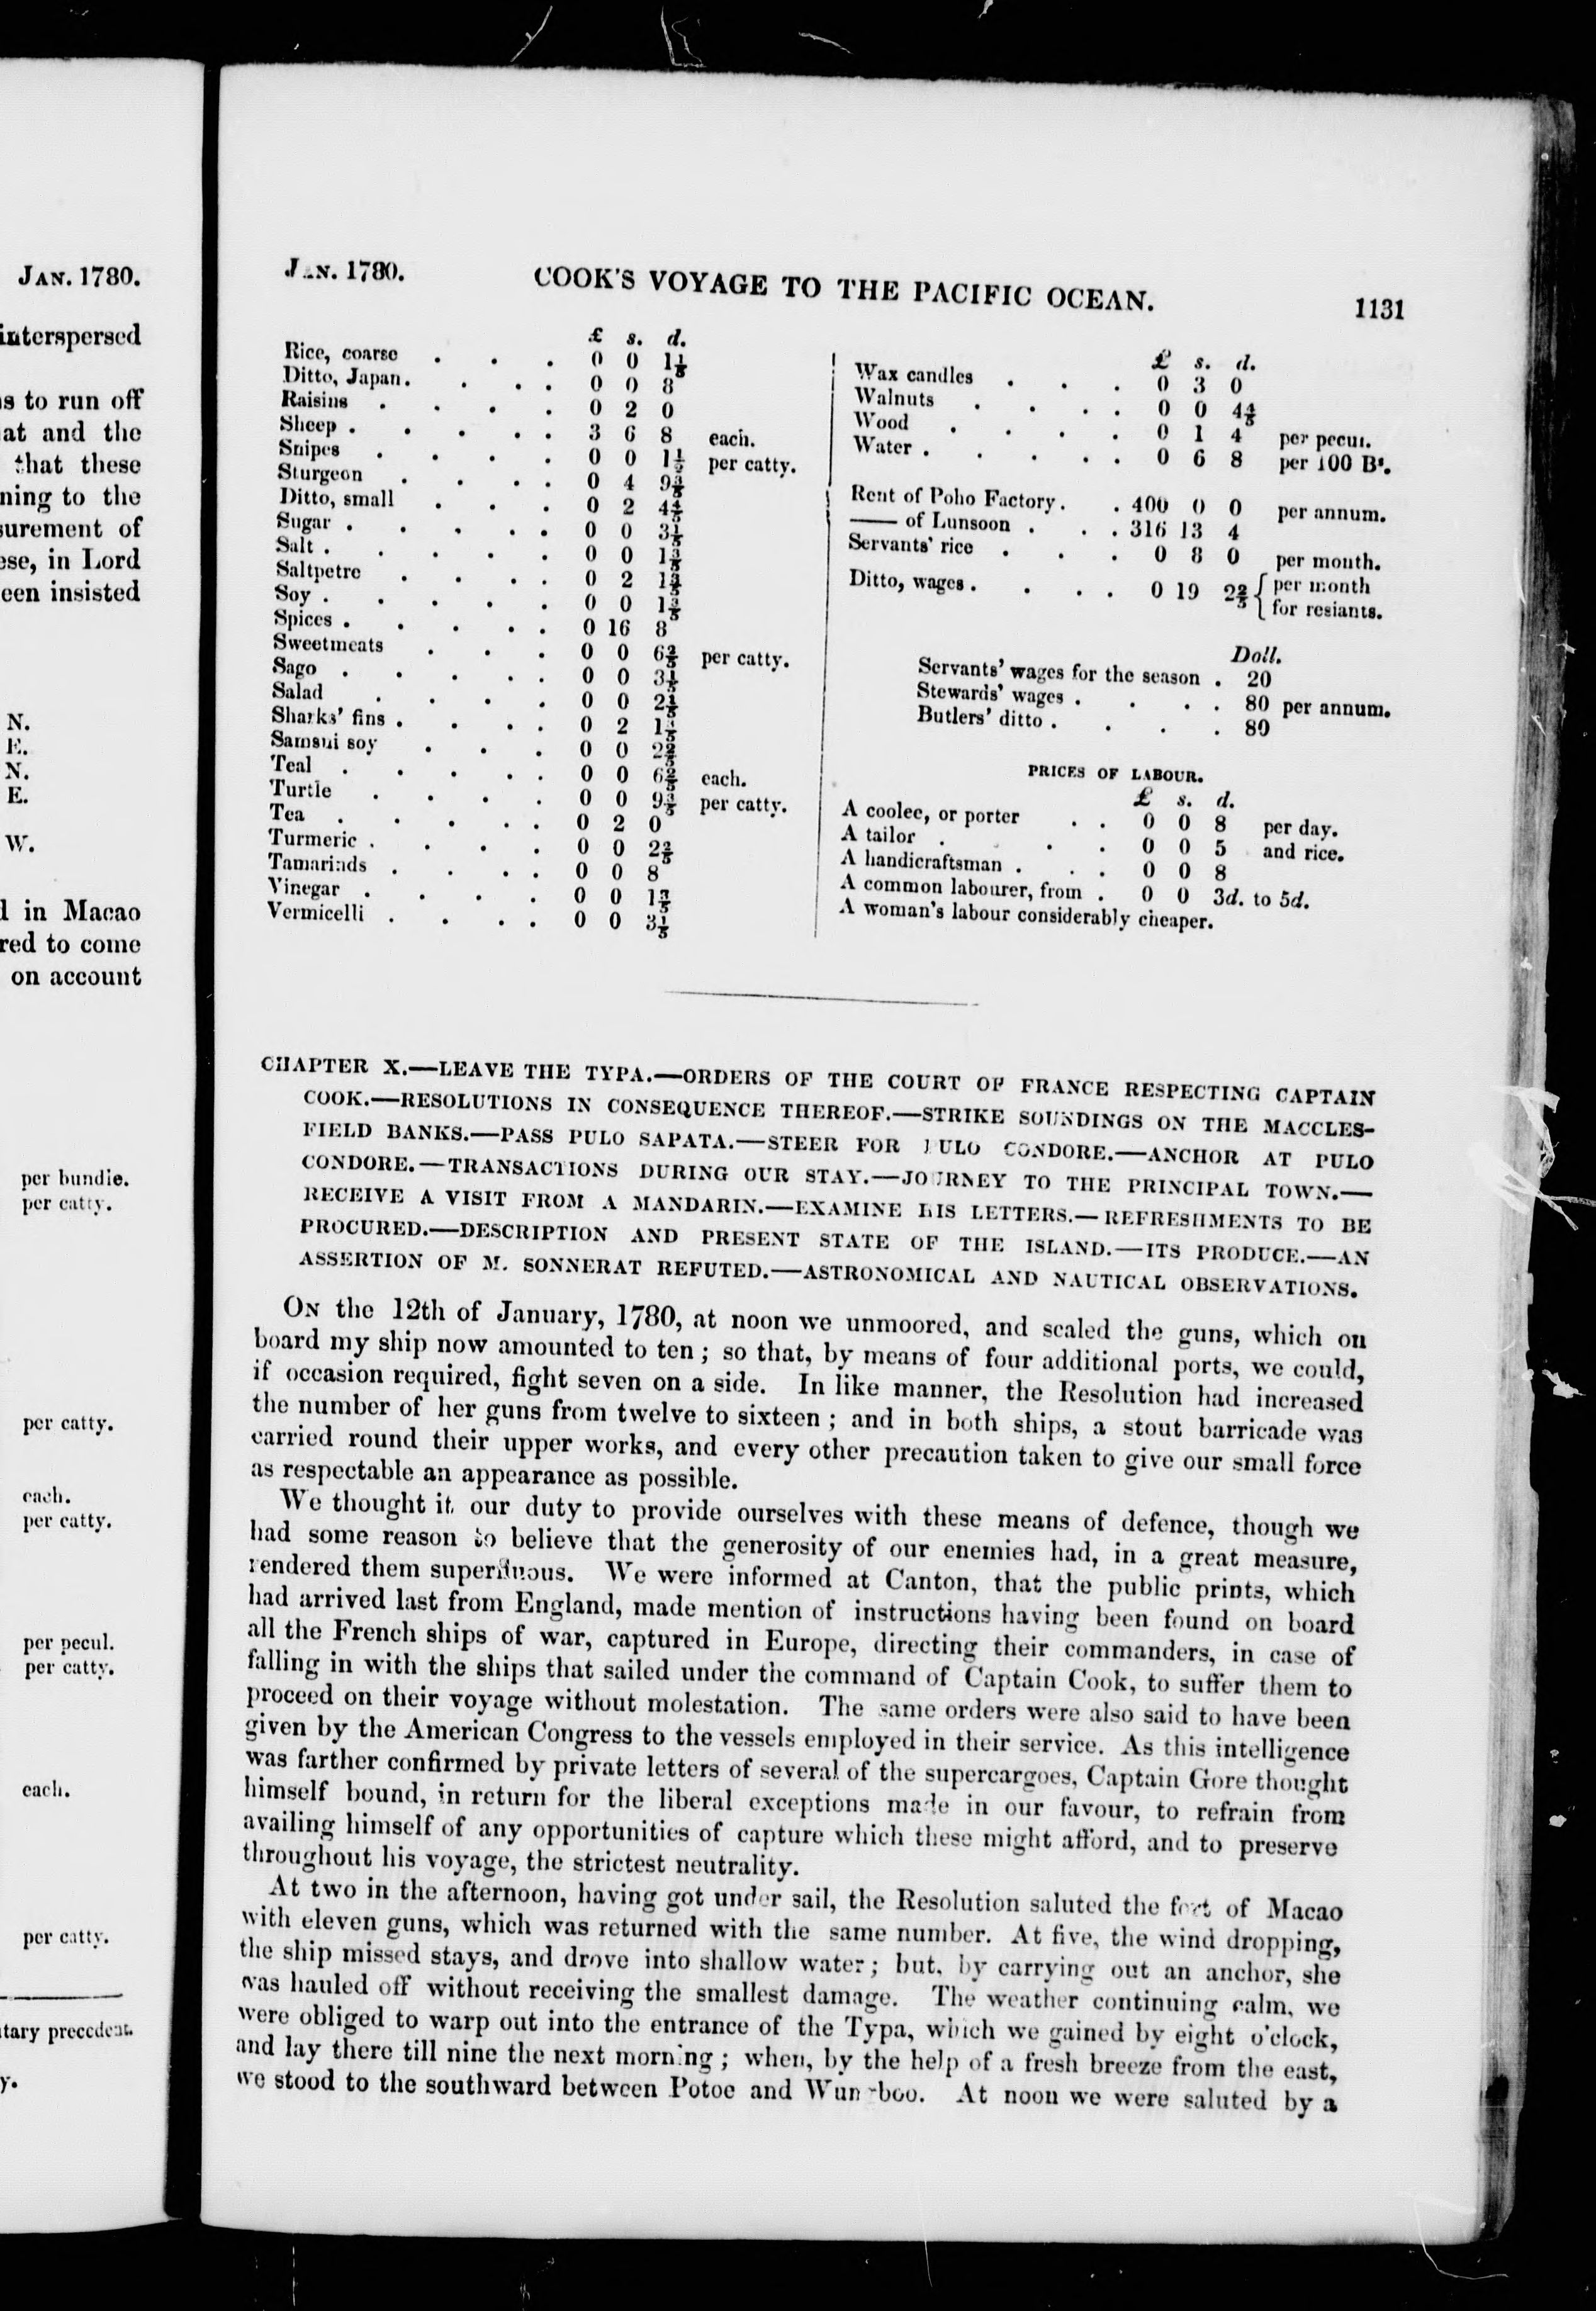 JAN. 1780.
interspersed
s to run off
at and the
that these
ning to the
surement of
ese, in Lord
een insisted
N.
E.
N.
E.
W.
l in Macao
red to come
on account
per bundle.
per catty.
per catty.
each.
per catty.
per pecul.
per catty.
each.
per catty.
tary precedent.
y.
JAN. 1780. COOK'S VOYAGE TO THE PACIFIC OCEAN. 1131
£ s. d.
Rice, coarse . . . 0 0 1⅕
Ditto, Japan . . . . 0 0 8
Raisins . . . . 0 2 0
Sheep . . . . . 3 6 8 each.
Snipes . . . . 0 0 1½ per catty.
Sturgeon . . . . 0 4 9⅗
Ditto, small . . . 0 2 4⅘
Sugar . . . . . 0 0 3⅕
Salt . . . . . 0 0 1⅗
Saltpetre . . . . 0 2 1⅗
Soy . . . . . 0 0 1⅗
Spices . . . . . 0 16 8
Sweetmeats . . . 0 0 6⅖ per catty.
Sago . . . . . 0 0 3⅕
Salad . . . . 0 0 2⅖
Sharks' fins . . . . 0 2 1⅗
Samsui soy . . . 0 0 2⅖
Teal . . . . . 0 0 6⅖ each.
Turtle . . . . 0 0 9⅗ per catty.
Tea . . . . . 0 2 0
Turmeric . . . . 0 0 2⅖
Tamarinds . . . . 0 0 8
Vinegar . . . . 0 0 1⅗
Vermicelli . . . . 0 0 3⅕
£ s. d.
Wax candles . . . 0 3 0
Walnuts . . . . 0 0 4⅘
Wood . . . . 0 1 4 per pecul.
Water . . . . . 0 6 8 per 100 Bˢ.
Rent of Poho Factory. . 400 0 0 per annum.
—— of Lunsoon . . . 316 13 4
Servants' rice . . . 0 8 0 per month.
Ditto, wages . . . . 0 19 2⅖ { per month
for resiants.
Doll.
Servants' wages for the season . 20
Stewards' wages . . . . 80 per annum.
Butlers' ditto . . . . 80
PRICES OF LABOUR.
£ s. d.
A coolee, or porter . . 0 0 8 per day.
A tailor . . . . 0 0 5 and rice.
A handicraftsman . . . 0 0 8
A common labourer, from . 0 0 3d. to 5d.
A woman's labour considerably cheaper.
CHAPTER X.—LEAVE THE TYPA.—ORDERS OF THE COURT OF FRANCE RESPECTING CAPTAIN
COOK.—RESOLUTIONS IN CONSEQUENCE THEREOF.—STRIKE SOUNDINGS ON THE MACCLES-
FIELD BANKS.—PASS PULO SAPATA.—STEER FOR PULO CONDORE.—ANCHOR AT PULO
CONDORE.—TRANSACTIONS DURING OUR STAY.—JOURNEY TO THE PRINCIPAL TOWN.—
RECEIVE A VISIT FROM A MANDARIN.—EXAMINE HIS LETTERS.—REFRESHMENTS TO BE
PROCURED.—DESCRIPTION AND PRESENT STATE OF THE ISLAND.—ITS PRODUCE.—AN
ASSERTION OF M. SONNERAT REFUTED.—ASTRONOMICAL AND NAUTICAL OBSERVATIONS.
ON the 12th of January, 1780, at noon we unmoored, and scaled the guns, which on
board my ship now amounted to ten; so that, by means of four additional ports, we could,
if occasion required, fight seven on a side. In like manner, the Resolution had increased
the number of her guns from twelve to sixteen; and in both ships, a stout barricade was
carried round their upper works, and every other precaution taken to give our small force
as respectable an appearance as possible.
We thought it our duty to provide ourselves with these means of defence, though we
had some reason to believe that the generosity of our enemies had, in a great measure,
rendered them superfluous. We were informed at Canton, that the public prints, which
had arrived last from England, made mention of instructions having been found on board
all the French ships of war, captured in Europe, directing their commanders, in case of
falling in with the ships that sailed under the command of Captain Cook, to suffer them to
proceed on their voyage without molestation. The same orders were also said to have been
given by the American Congress to the vessels employed in their service. As this intelligence
was farther confirmed by private letters of several of the supercargoes, Captain Gore thought
himself bound, in return for the liberal exceptions made in our favour, to refrain from
availing himself of any opportunities of capture which these might afford, and to preserve
throughout his voyage, the strictest neutrality.
At two in the afternoon, having got under sail, the Resolution saluted the fort of Macao
with eleven guns, which was returned with the same number. At five, the wind dropping,
the ship missed stays, and drove into shallow water; but, by carrying out an anchor, she
was hauled off without receiving the smallest damage. The weather continuing calm, we
were obliged to warp out into the entrance of the Typa, which we gained by eight o'clock,
and lay there till nine the next morning; when, by the help of a fresh breeze from the east,
we stood to the southward between Potoe and Wung-boo. At noon we were saluted by a